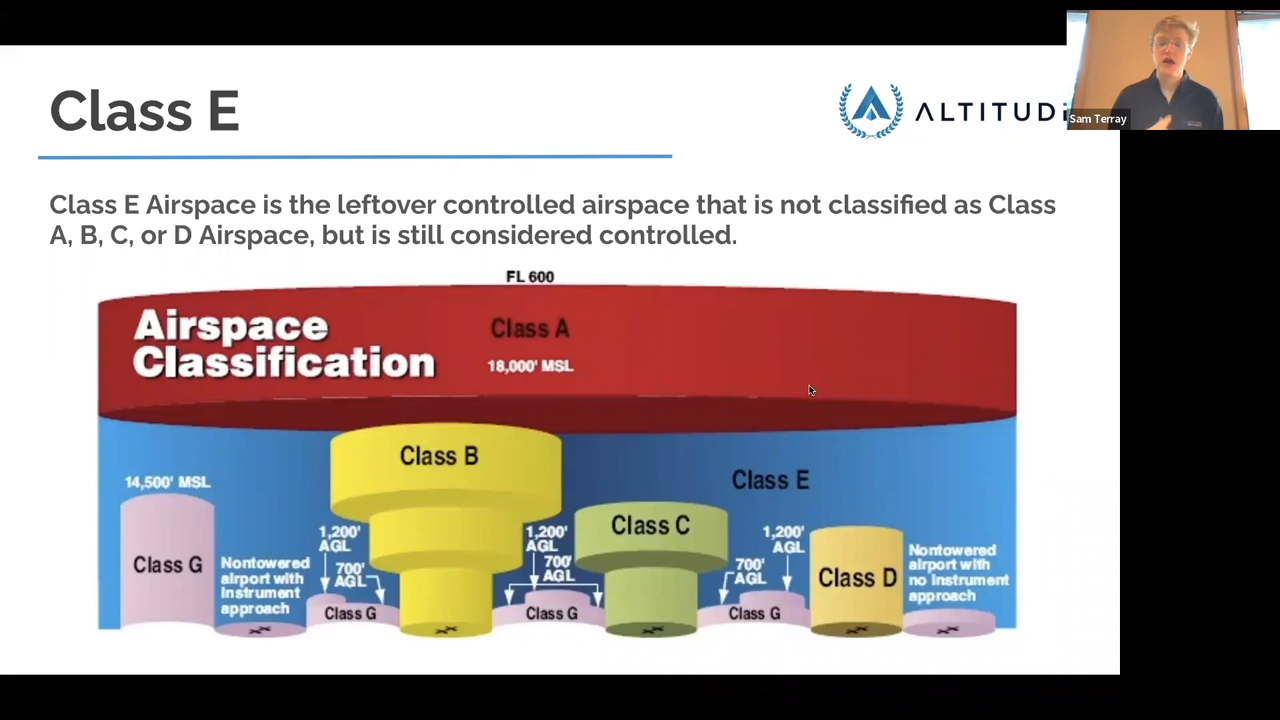 Class E
ALTITUD
Sam Terray
Class E Airspace is the leftover controlled airspace that is not classified as Class
A, B, C, or D Airspace, but is still considered controlled.
FL 600
Airspace
Classification
Class A
18,000' MSL
Class B
14,500' MSL
Class E
Class C
1,200'
AGL
1,200'
AGL
1,200'
AGL
Class G
Nontowered
airport with
Instrument
approach
700'
AGL
700'
AGL
700'
AGL
Class D
Nontowered
airport with
no Instrument
approach
Class G
Class G
Class G